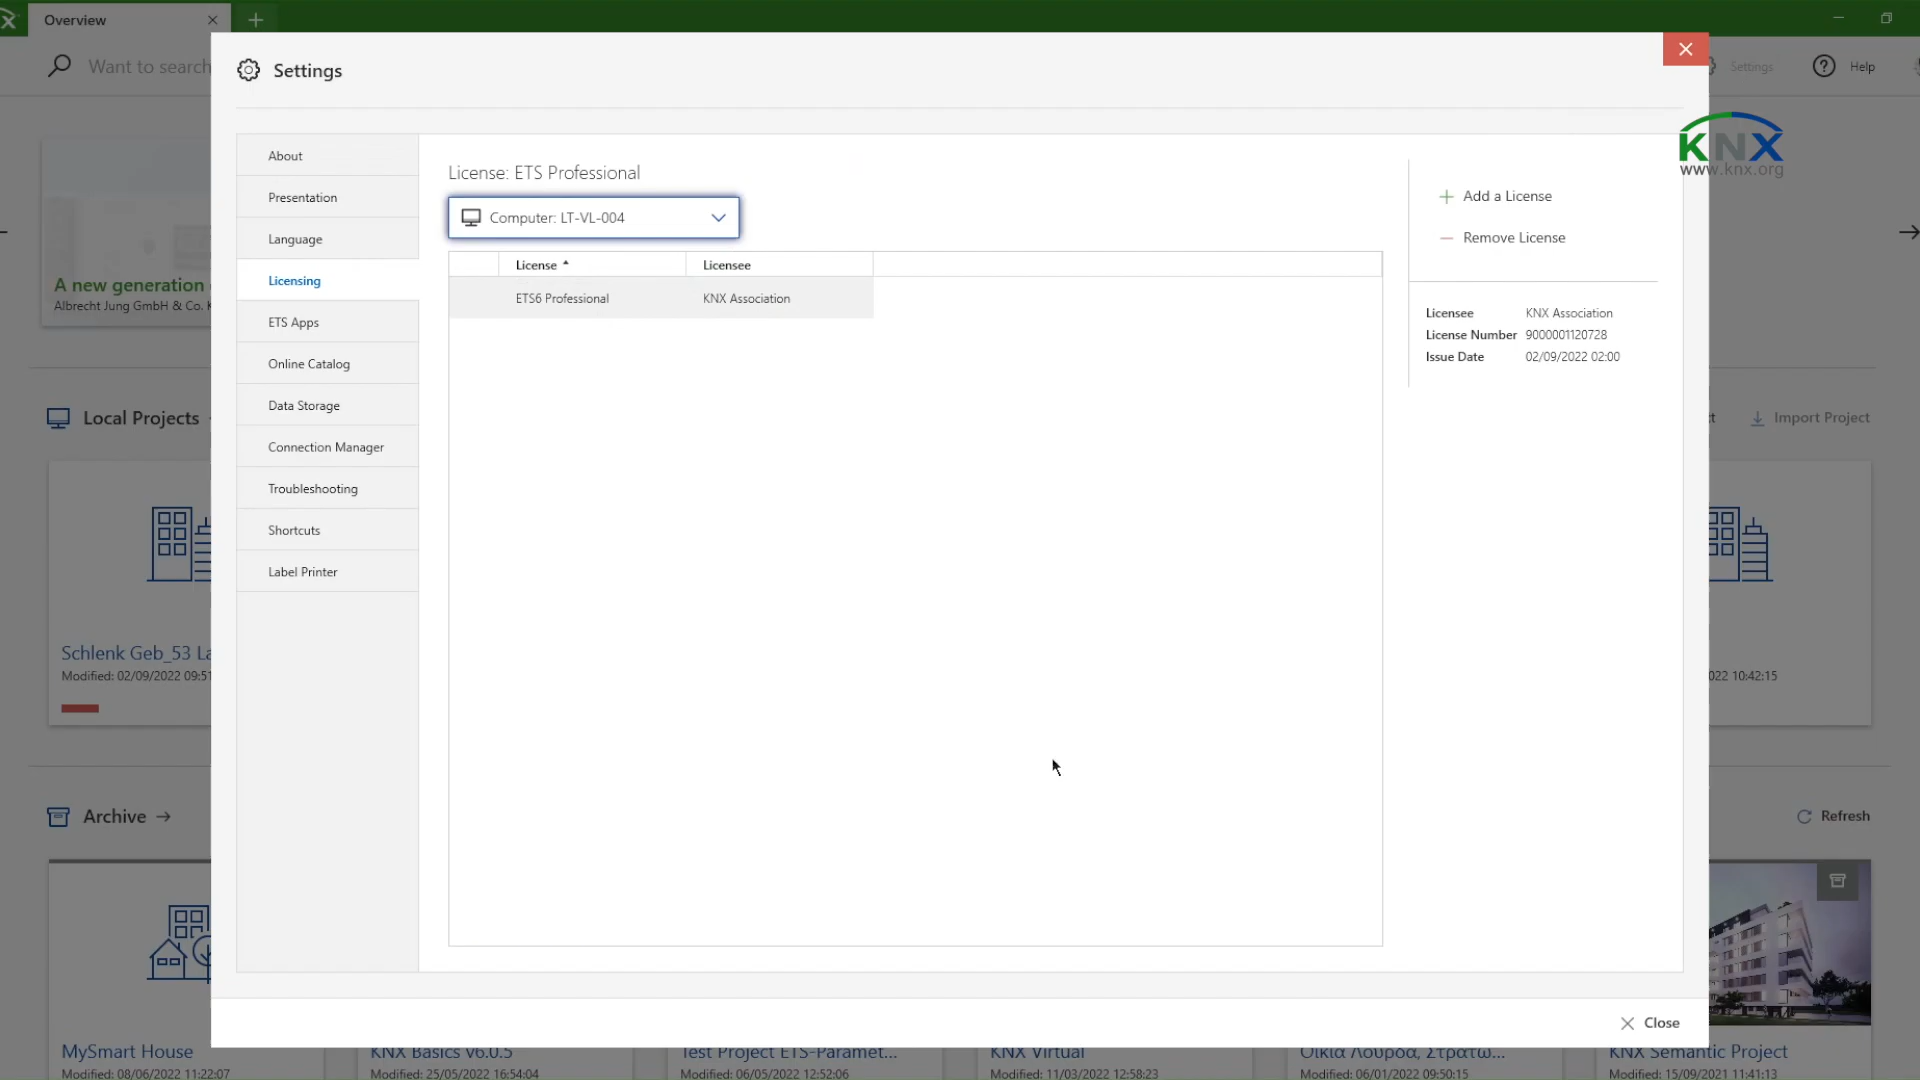 Overview
Want to search
Settings
Settings
Help
KNX
www.knx.org
About
Presentation
Language
Licensing
ETS Apps
Online Catalog
Data Storage
Connection Manager
Troubleshooting
Shortcuts
Label Printer
License: ETS Professional
Computer: LT-VL-004
License Licensee
ETS6 Professional KNX Association
Add a License
Remove License
Licensee KNX Association
License Number 9000001120728
Issue Date 02/09/2022 02:00
A new generation
Albrecht Jung GmbH & Co.
Local Projects
Import Project
Schlenk Geb_53
Modified: 02/09/2022 09:51
022 10:42:15
Archive
Refresh
Close
MySmart House
Modified: 08/06/2022 11:22:07
KNX Basics v6.0.5
Modified: 25/05/2022 16:54:04
Test Project ETS-Paramet...
Modified: 06/05/2022 12:52:06
KNX Virtual
Modified: 11/03/2022 12:58:23
Οικία Λουρόα, Στρατω...
Modified: 06/01/2022 09:50:15
KNX Semantic Project
Modified: 15/09/2021 11:41:13